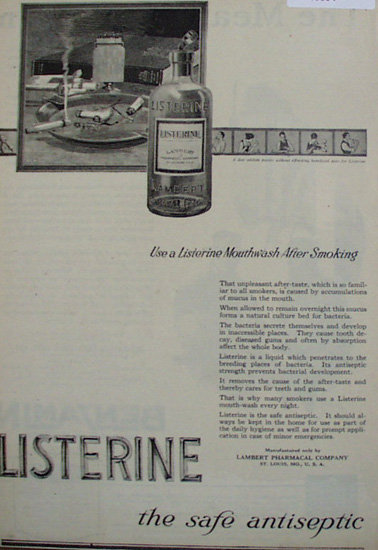 LISTERINE
LISTERINE
LAMBERT
PHARMACAL COMPANY
LAMBERT
Use a Listerine Mouthwash After Smoking
That unpleasant after-taste, which is so famil-
iar to all smokers, is caused by accumulations
of mucus in the mouth.
When allowed to remain overnight this mucus
forms a natural culture bed for bacteria.
The bacteria secrete themselves and develop
in inaccessible places. They cause tooth de-
cay, diseased gums and often by absorption
affect the whole body.
Listerine is a liquid which penetrates to the
breeding places of bacteria. Its antiseptic
strength prevents bacterial development.
It removes the cause of the after-taste and
thereby cares for teeth and gums.
That is why many smokers use a Listerine
mouth-wash every night.
Listerine is the safe antiseptic. It should al-
ways be kept in the home for use as part of
the daily hygiene as well as for prompt appli-
cation in case of minor emergencies.
Manufactured only by
LAMBERT PHARMACAL COMPANY
ST. LOUIS, MO., U. S. A.
LISTERINE
the safe antiseptic